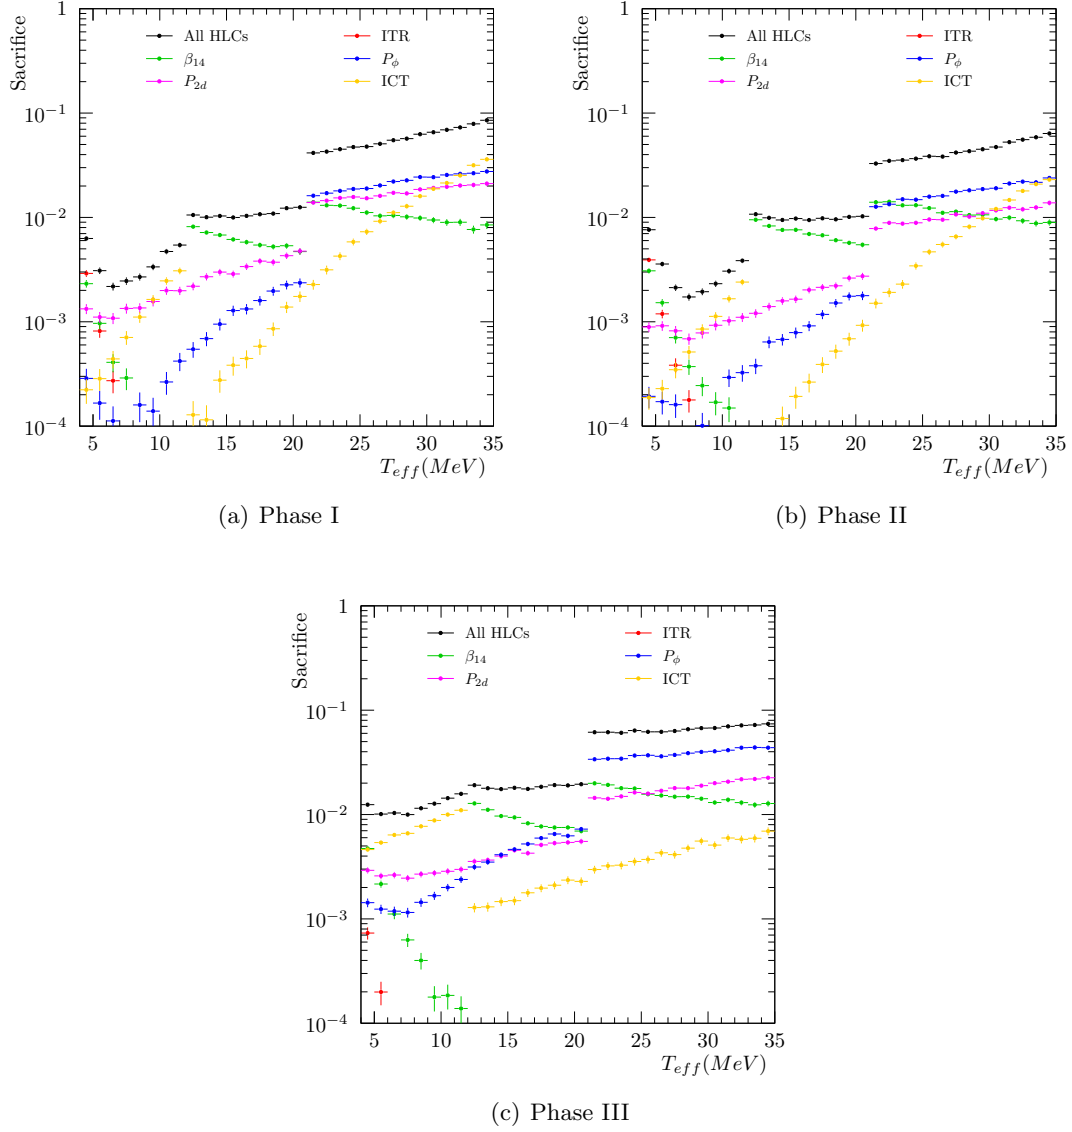 Sacrifice
1
10⁻¹
10⁻²
10⁻³
10⁻⁴
All HLCs
β₁₄
P₂d
ITR
Pϕ
ICT
5 10 15 20 25 30 35
T_eff(MeV)
(a) Phase I
Sacrifice
1
10⁻¹
10⁻²
10⁻³
10⁻⁴
All HLCs
β₁₄
P₂d
ITR
Pϕ
ICT
5 10 15 20 25 30 35
T_eff(MeV)
(b) Phase II
Sacrifice
1
10⁻¹
10⁻²
10⁻³
10⁻⁴
All HLCs
β₁₄
P₂d
ITR
Pϕ
ICT
5 10 15 20 25 30 35
T_eff(MeV)
(c) Phase III